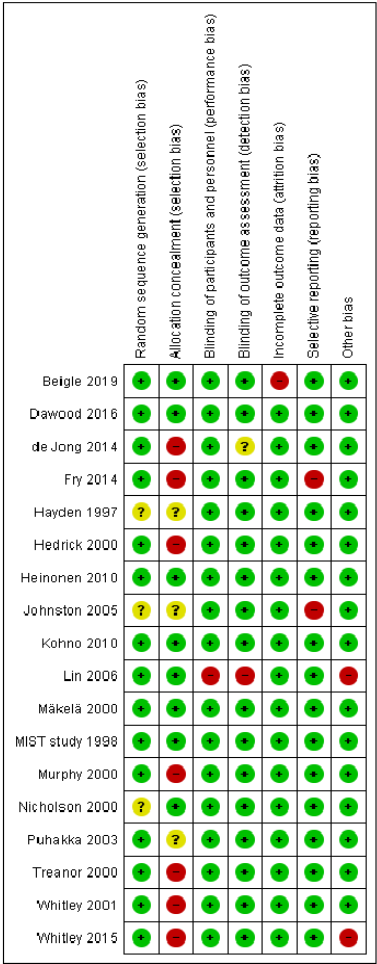 Random sequence generation (selection bias)
Allocation concealment (selection bias)
Blinding of participants and personnel (performance bias)
Blinding of outcome assessment (detection bias)
Incomplete outcome data (attrition bias)
Selective reporting (reporting bias)
Other bias
Beigle 2019 + + + + - + +
Dawood 2016 + + + + + + +
de Jong 2014 + - + ? + + +
Fry 2014 + - + + + - +
Hayden 1997 ? ? + + + + +
Hedrick 2000 + - + + + + +
Heinonen 2010 + + + + + + +
Johnston 2005 ? ? + + + - +
Kohno 2010 + + + + + + +
Lin 2006 + + - - + + -
Mäkelä 2000 + + + + + + +
MIST study 1998 + + + + + + +
Murphy 2000 + - + + + + +
Nicholson 2000 ? + + + + + +
Puhakka 2003 + ? + + + + +
Treanor 2000 + - + + + + +
Whitley 2001 + - + + + + +
Whitley 2015 + - + + + + -